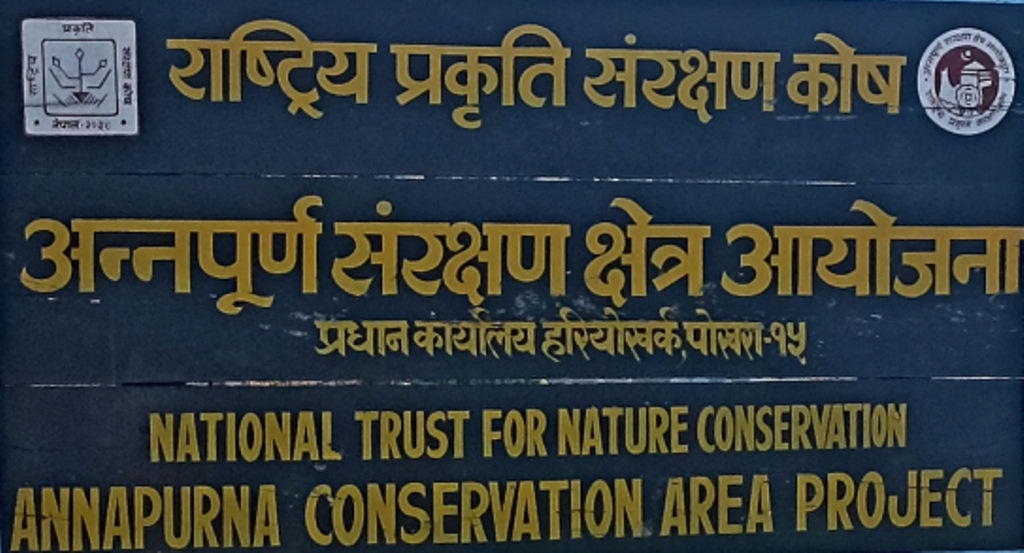 राष्ट्रिय प्रकृति संरक्षण कोष
अन्नपूर्ण संरक्षण क्षेत्र आयोजना
प्रधान कार्यालय हरियोखर्क, पोखरा-१५
NATIONAL TRUST FOR NATURE CONSERVATION
ANNAPURNA CONSERVATION AREA PROJECT